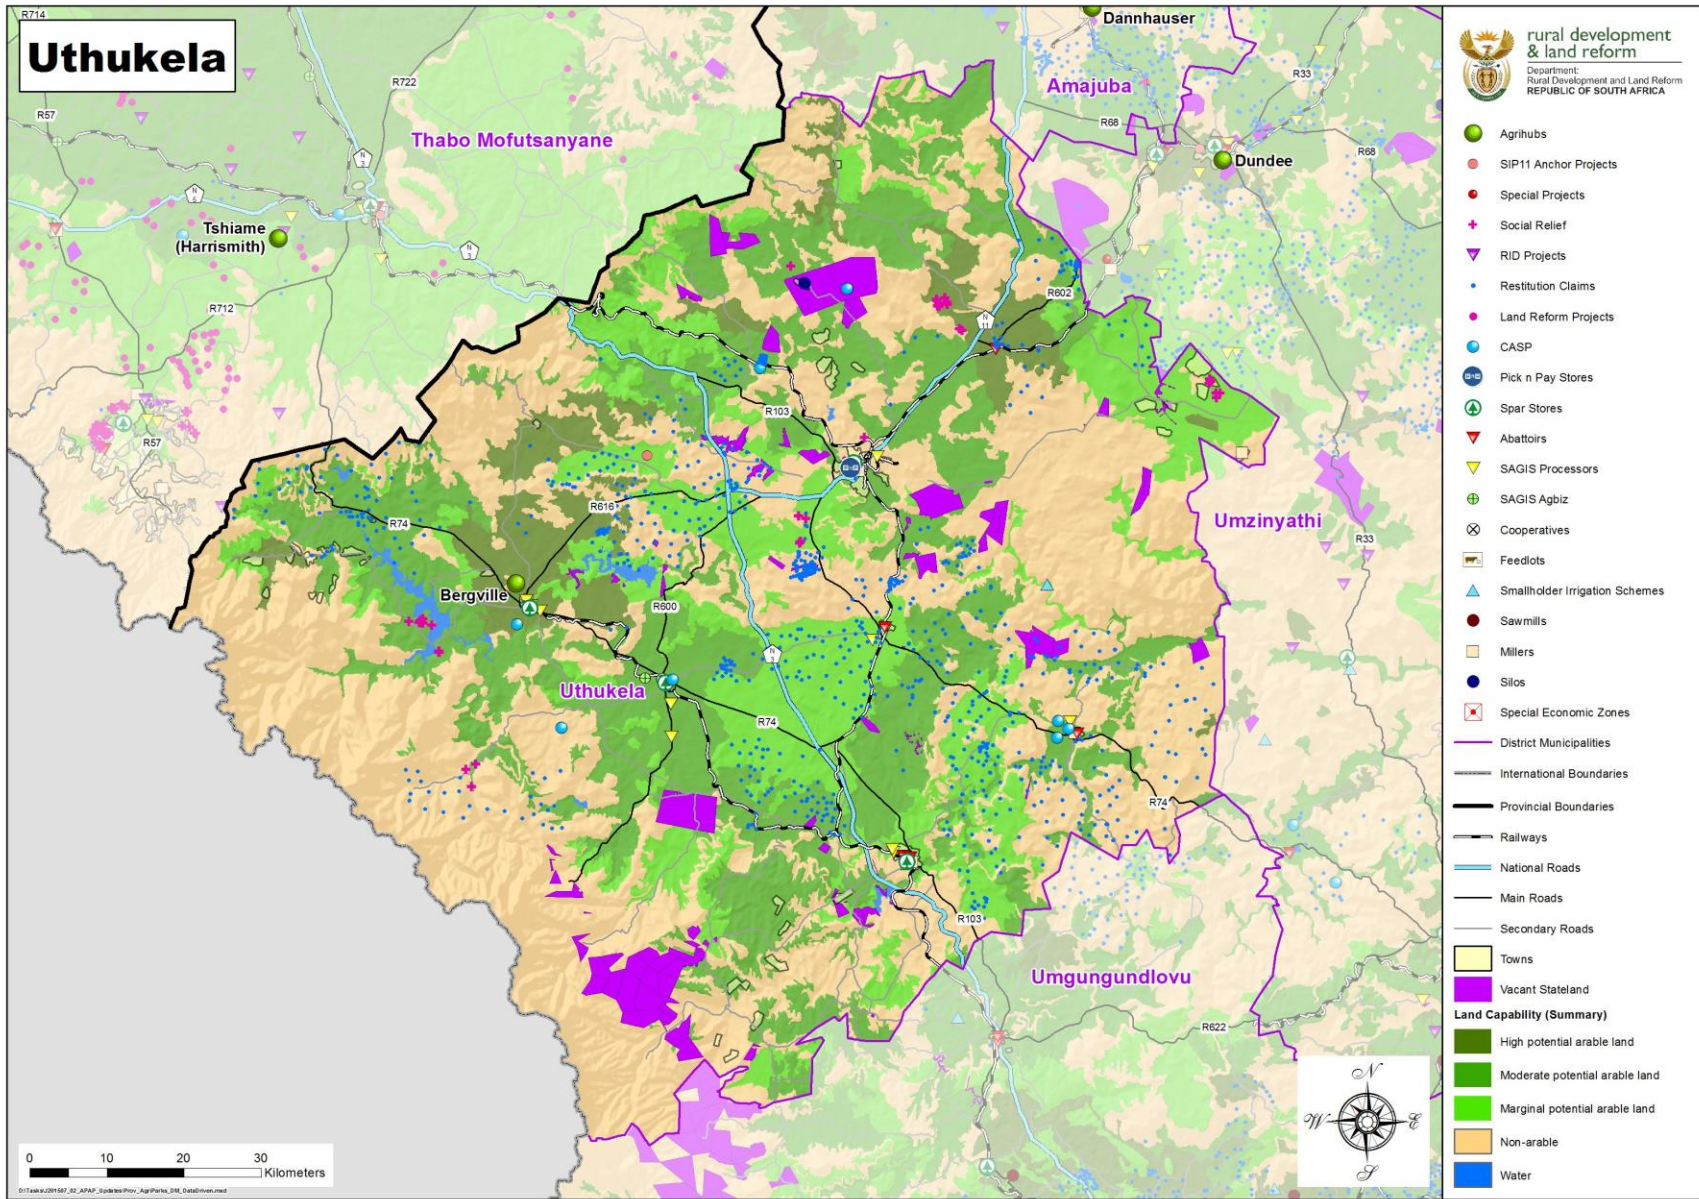 Uthukela
R714
R722
R57
Thabo Mofutsanyane
N
3
N
5
Tshiame
(Harrismith)
N
3
R712
R57
Dannhauser
Amajuba
R33
R68
R68
Dundee
R602
N
11
R103
R616
R74
Bergville
R600
N
3
Umzinyathi
R33
Uthukela
R74
R74
R103
Umgungundlovu
R622
0 10 20 30
Kilometers
N
W E
S
rural development
& land reform
Department:
Rural Development and Land Reform
REPUBLIC OF SOUTH AFRICA
Agrihubs
SIP11 Anchor Projects
Special Projects
Social Relief
RID Projects
Restitution Claims
Land Reform Projects
CASP
Pick n Pay Stores
Spar Stores
Abattoirs
SAGIS Processors
SAGIS Agbiz
Cooperatives
Feedlots
Smallholder Irrigation Schemes
Sawmills
Millers
Silos
Special Economic Zones
District Municipalities
International Boundaries
Provincial Boundaries
Railways
National Roads
Main Roads
Secondary Roads
Towns
Vacant Stateland
Land Capability (Summary)
High potential arable land
Moderate potential arable land
Marginal potential arable land
Non-arable
Water